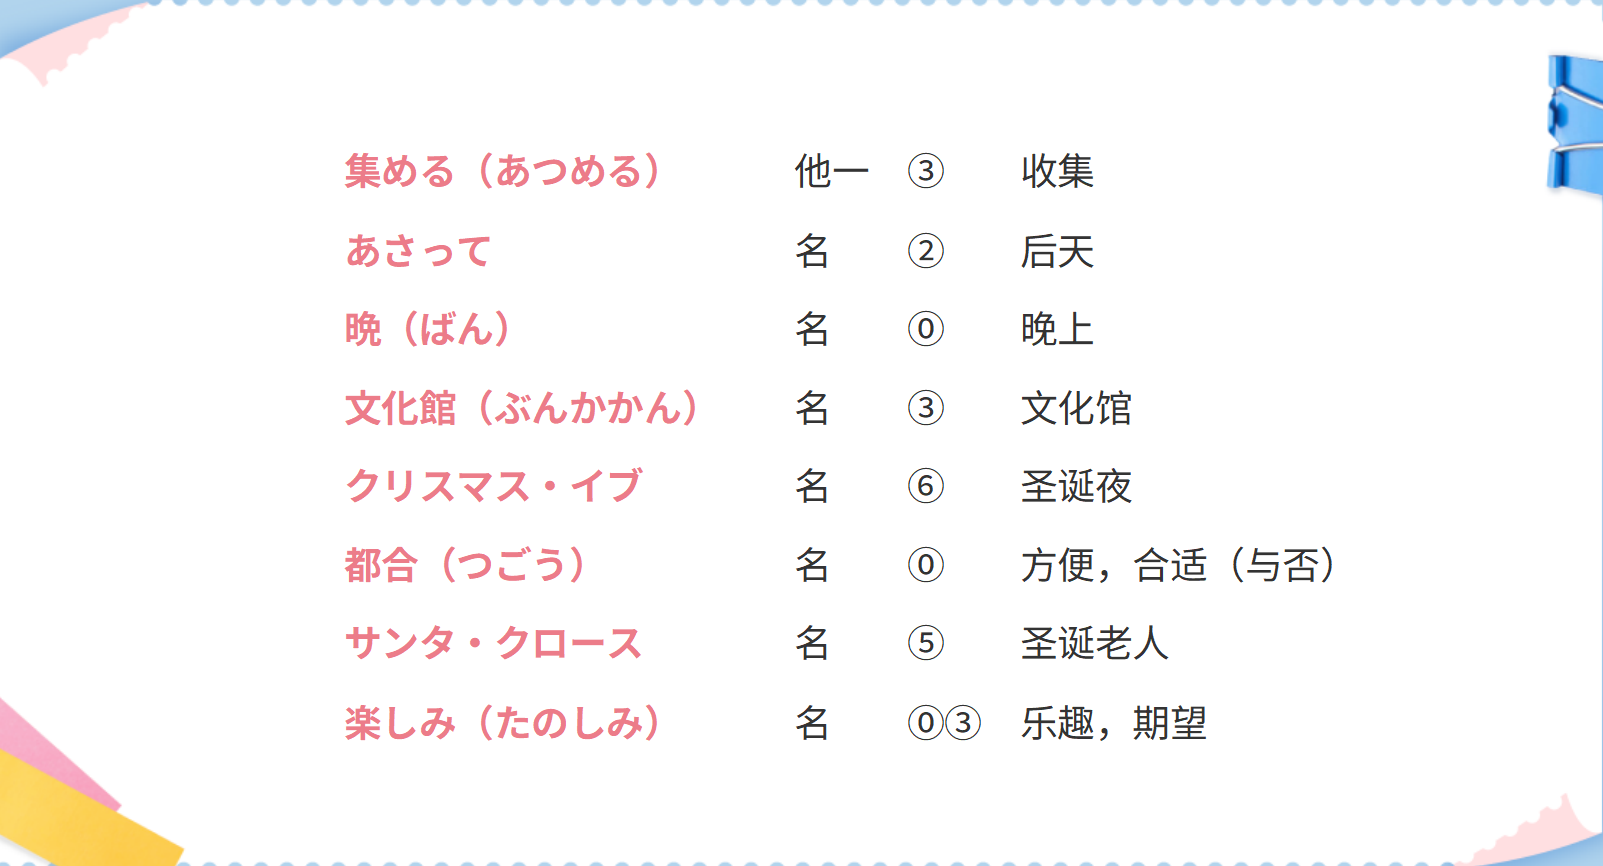 集める（あつめる） 他一 ③ 收集
あさって 名 ② 后天
晩（ばん） 名 ⓪ 晚上
文化館（ぶんかかん） 名 ③ 文化馆
クリスマス・イブ 名 ⑥ 圣诞夜
都合（つごう） 名 ⓪ 方便，合适（与否）
サンタ・クロース 名 ⑤ 圣诞老人
楽しみ（たのしみ） 名 ⓪③ 乐趣，期望